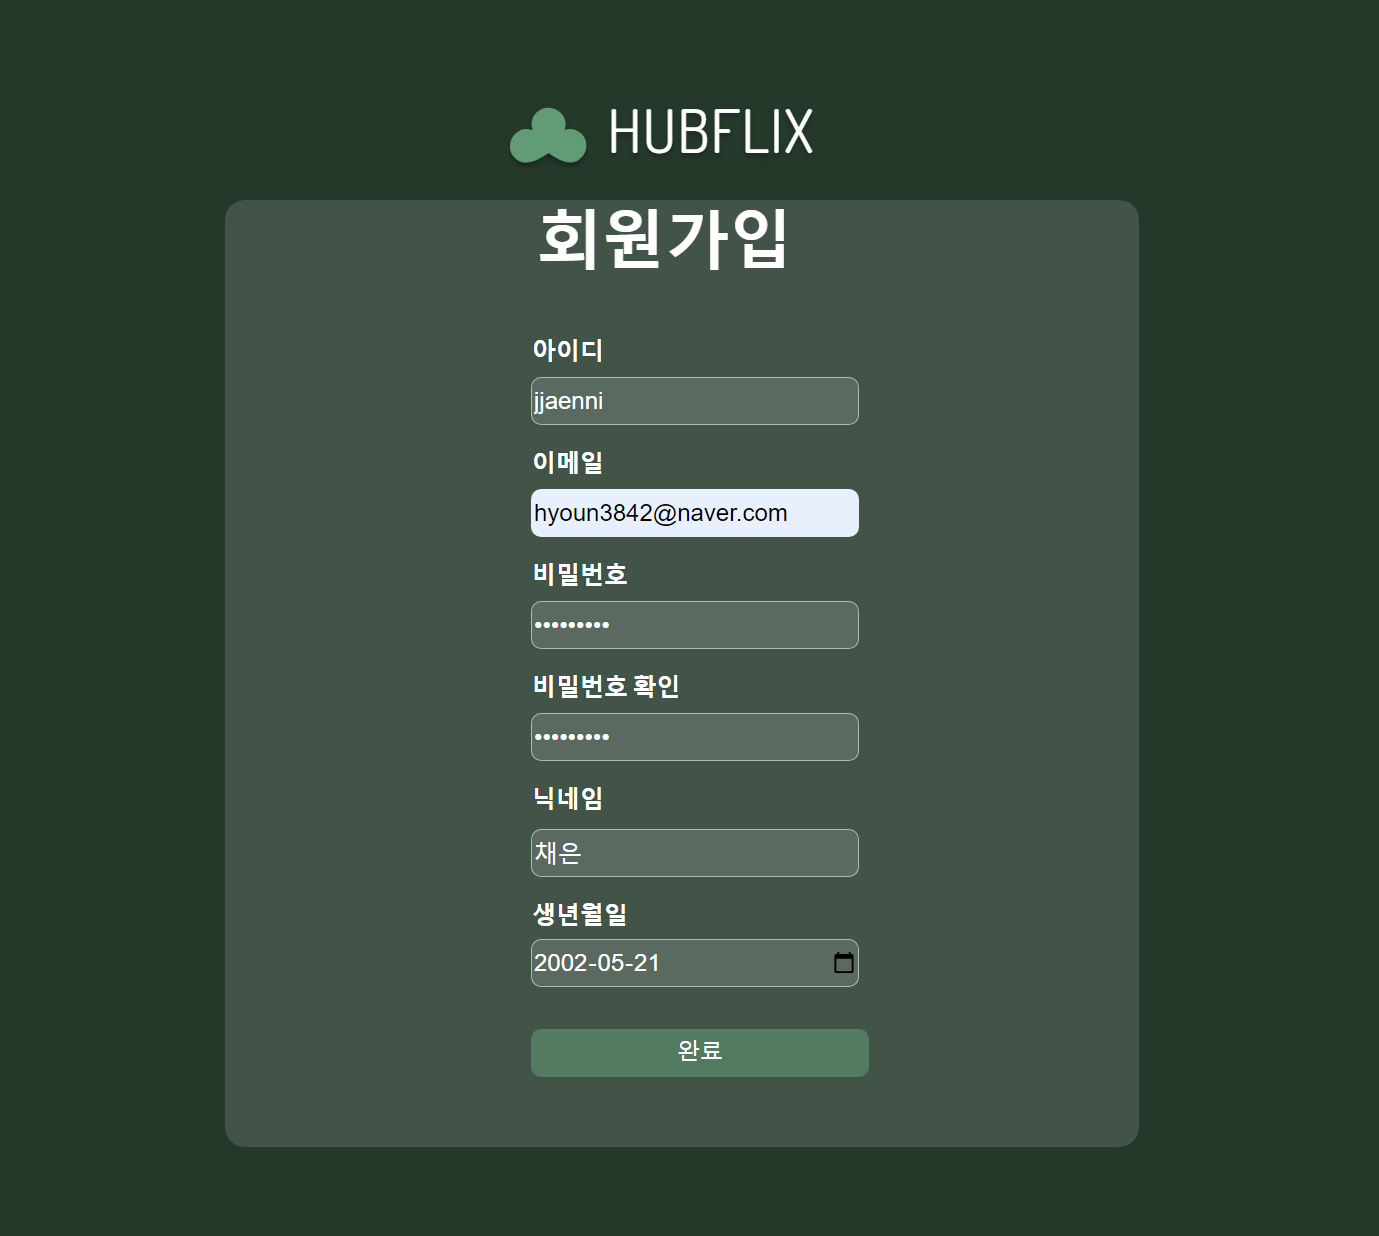 HUBFLIX
회원가입
아이디
jjaenni
이메일
hyoun3842@naver.com
비밀번호
•••••••••
비밀번호 확인
•••••••••
닉네임
채은
생년월일
2002-05-21
완료